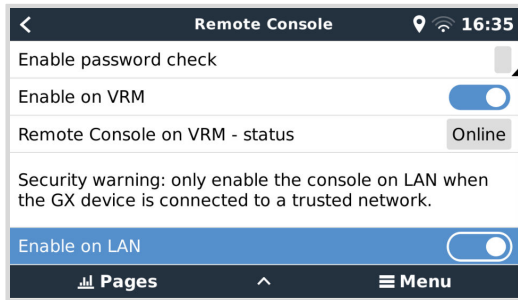 Remote Console
16:35
Enable password check
Enable on VRM
Remote Console on VRM - status
Online
Security warning: only enable the console on LAN when
the GX device is connected to a trusted network.
Enable on LAN
Pages
Menu